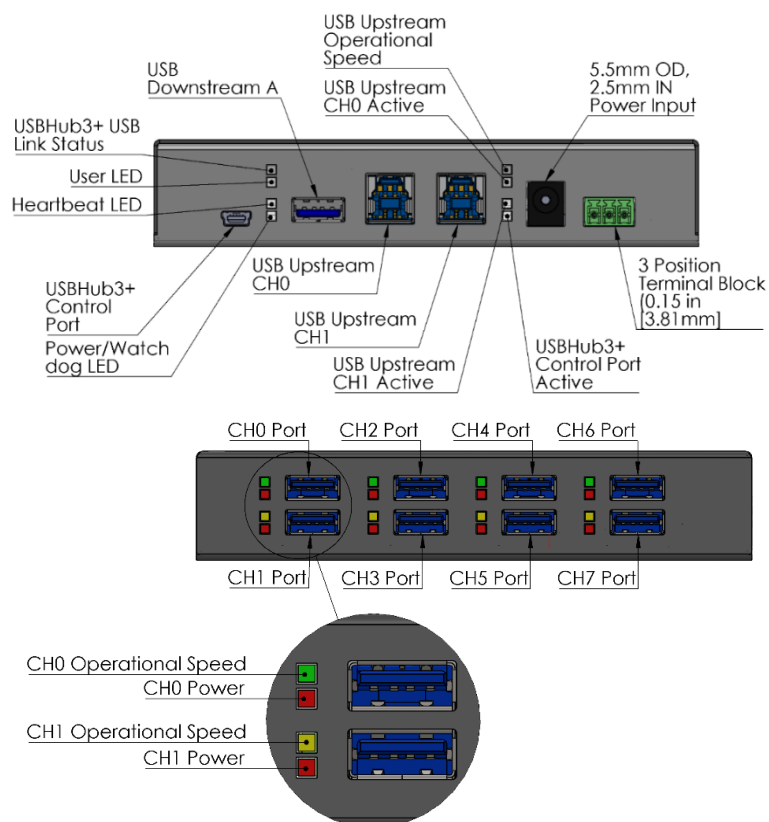 USB Upstream
Operational
Speed
USB
Downstream A
USB Upstream
CH0 Active
5.5mm OD,
2.5mm IN
Power Input
USBHub3+ USB
Link Status
User LED
Heartbeat LED
USBHub3+
Control
Port
Power/Watch
dog LED
USB Upstream
CH0
USB Upstream
CH1
USB Upstream
CH1 Active
USBHub3+
Control Port
Active
3 Position
Terminal Block
(0.15 in
[3.81mm]
CH0 Port
CH2 Port
CH4 Port
CH6 Port
CH1 Port
CH3 Port
CH5 Port
CH7 Port
CH0 Operational Speed
CH0 Power
CH1 Operational Speed
CH1 Power